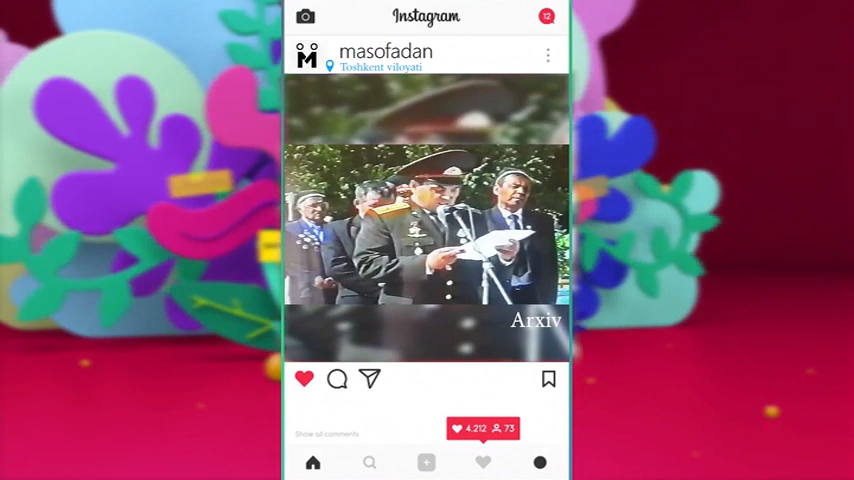 Instagram
12
masofadan
Toshkent viloyati
Arxiv
Show all comments
4.212 73